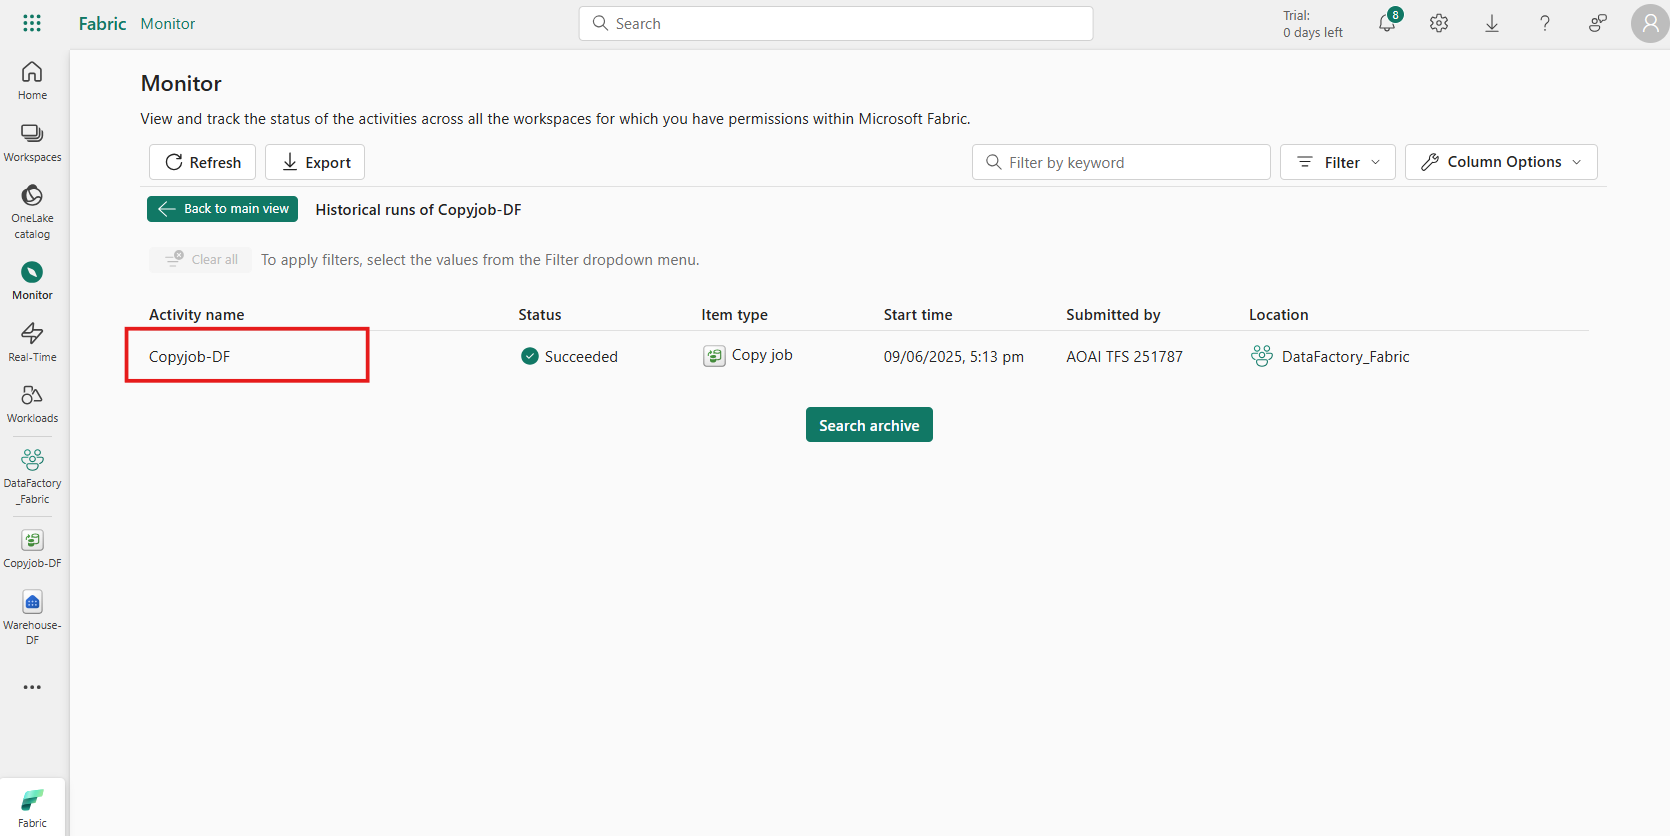 Fabric Monitor
Search
Trial:
0 days left
8
Home
Workspaces
OneLake
catalog
Monitor
Real-Time
Workloads
DataFactory
_Fabric
Copyjob-DF
Warehouse-
DF
Fabric
Monitor
View and track the status of the activities across all the workspaces for which you have permissions within Microsoft Fabric.
Refresh Export Filter by keyword Filter Column Options
Back to main view Historical runs of Copyjob-DF
Clear all To apply filters, select the values from the Filter dropdown menu.
Activity name Status Item type Start time Submitted by Location
Copyjob-DF Succeeded Copy job 09/06/2025, 5:13 pm AOAI TFS 251787 DataFactory_Fabric
Search archive